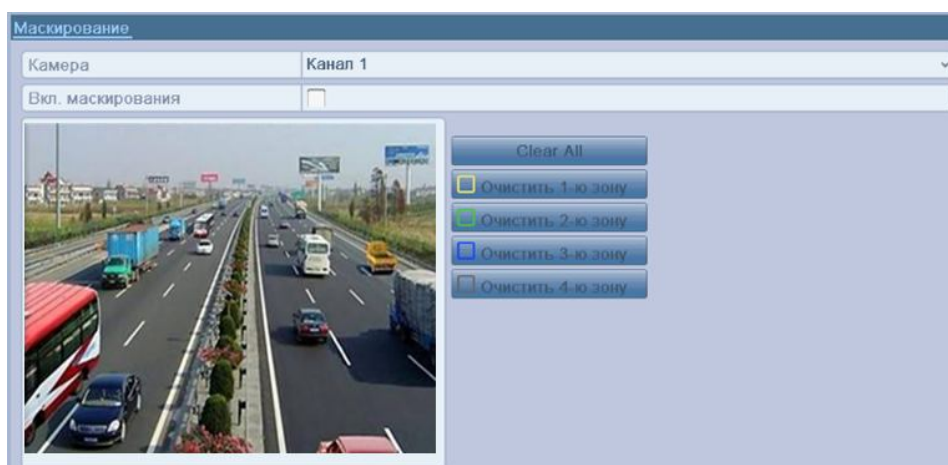 Маскирование
Камера Канал 1
Вкл. маскирования
Clear All
Очистить 1-ю зону
Очистить 2-ю зону
Очистить 3-ю зону
Очистить 4-ю зону